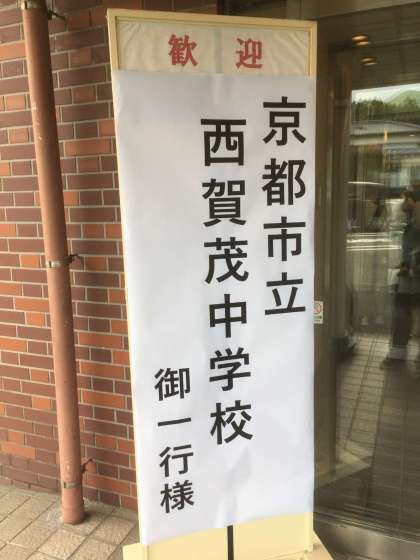 歓迎
京都市立
西賀茂中学校
御一行様